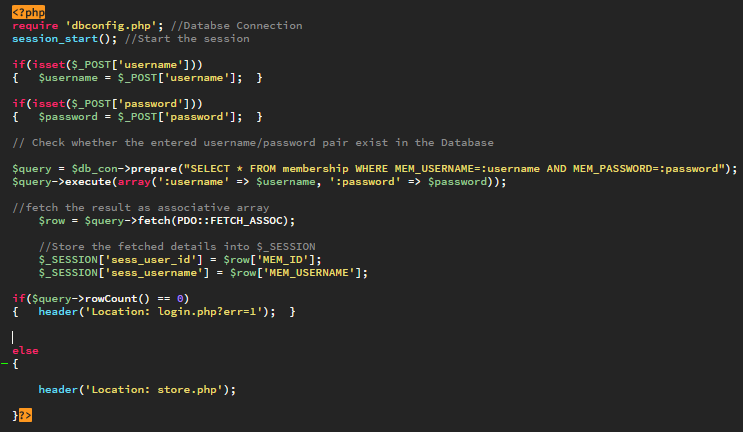 <?php
require 'dbconfig.php'; //Databse Connection
session_start(); //Start the session
if(isset($_POST['username']))
{   $username = $_POST['username'];  }
if(isset($_POST['password']))
{   $password = $_POST['password'];  }
// Check whether the entered username/password pair exist in the Database
$query = $db_con->prepare("SELECT * FROM membership WHERE MEM_USERNAME=:username AND MEM_PASSWORD=:password");
$query->execute(array(':username' => $username, ':password' => $password));
//fetch the result as associative array
    $row = $query->fetch(PDO::FETCH_ASSOC);
    //Store the fetched details into $_SESSION
    $_SESSION['sess_user_id'] = $row['MEM_ID'];
    $_SESSION['sess_username'] = $row['MEM_USERNAME'];
if($query->rowCount() == 0)
{   header('Location: login.php?err=1');  }
else
{
    header('Location: store.php');
}?>